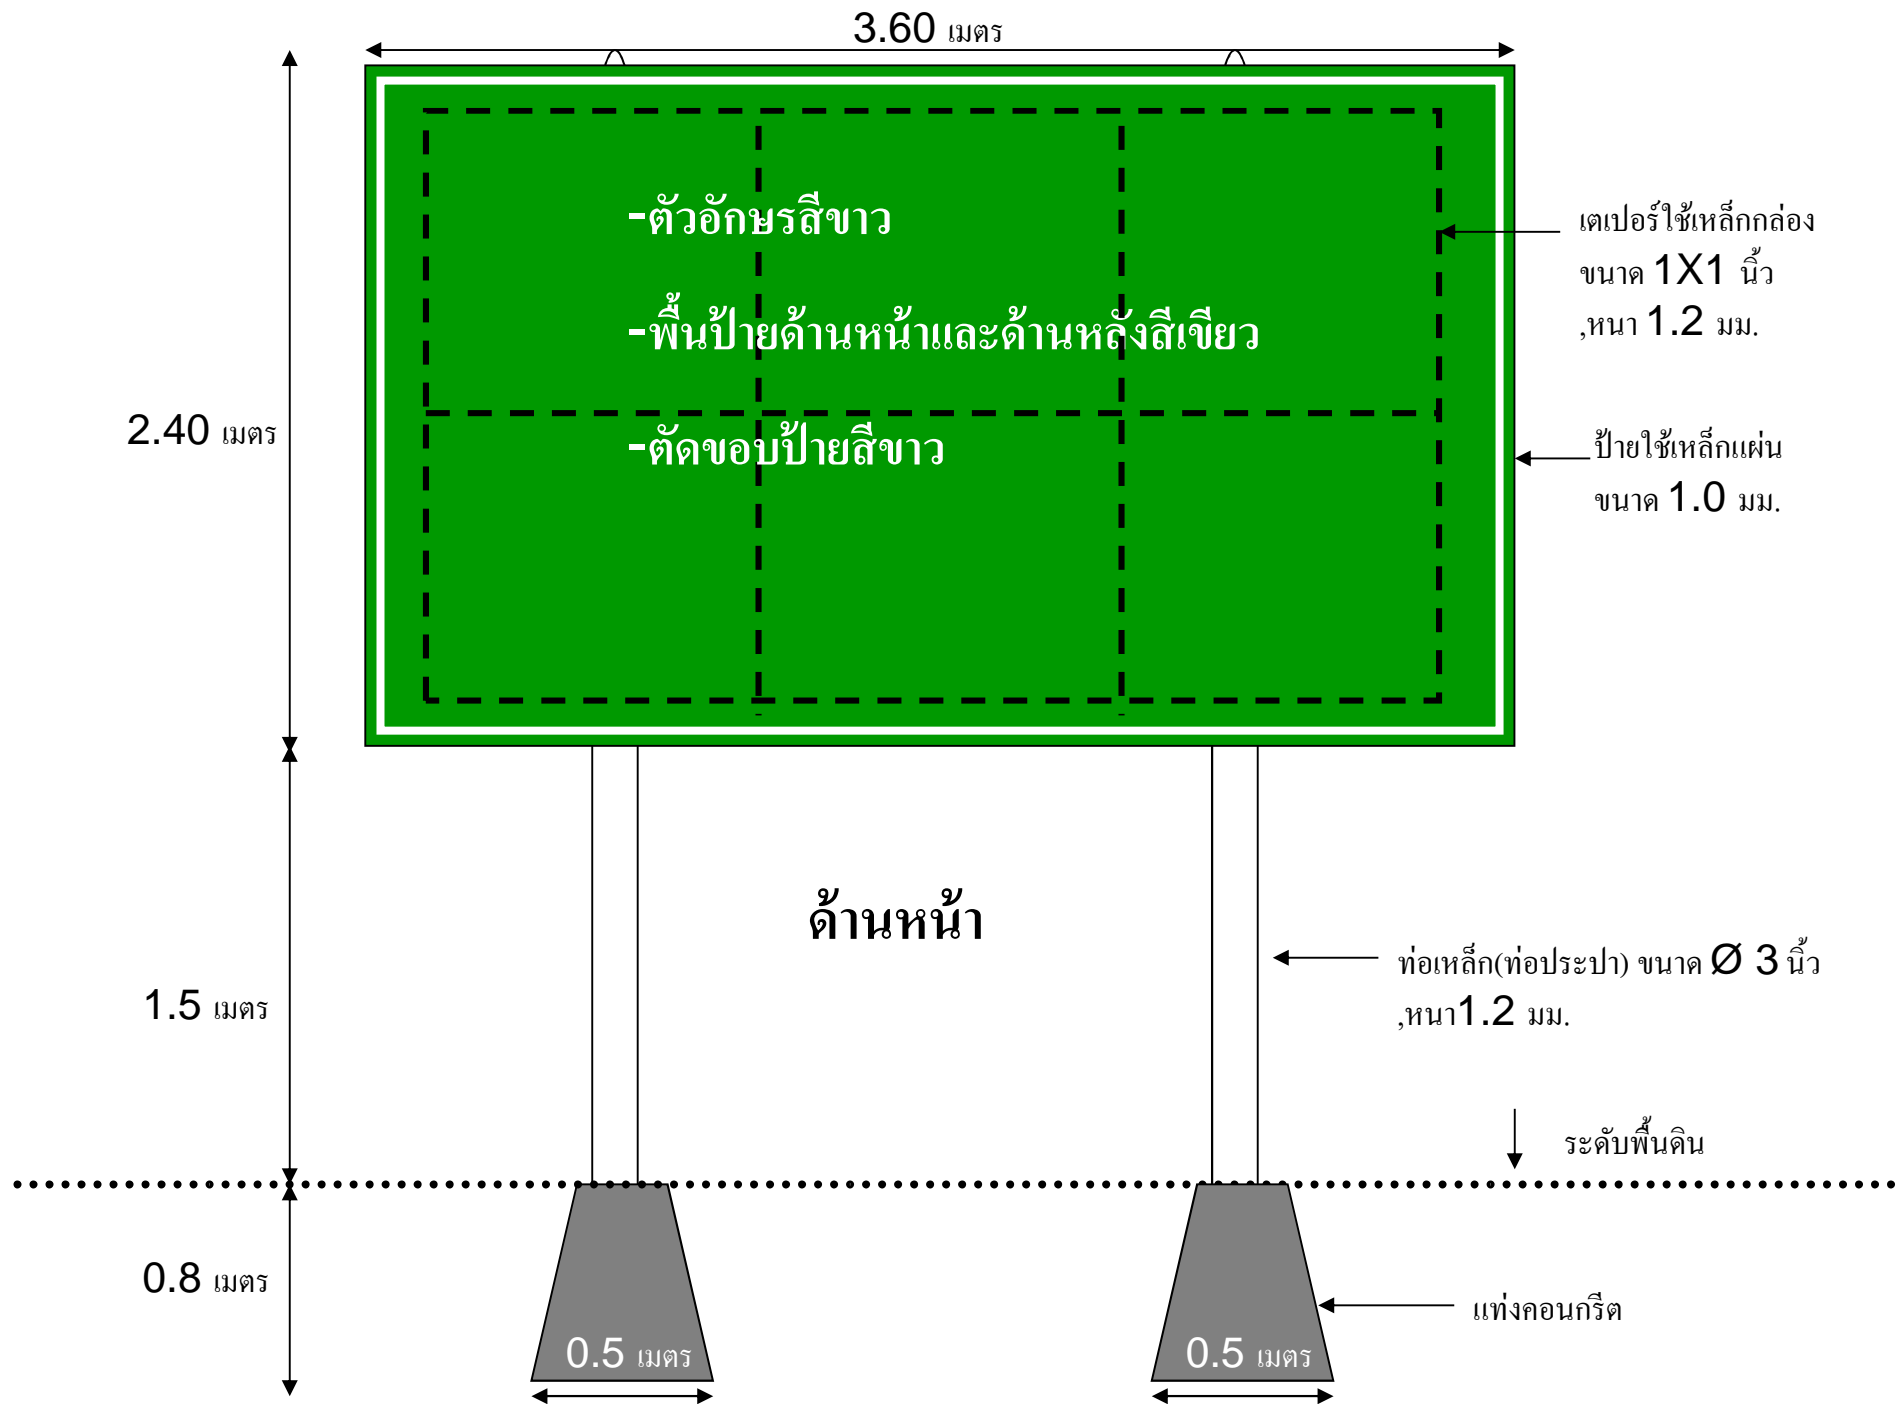 3.60 เมตร
-ตัวอักษรสีขาว
-พื้นป้ายด้านหน้าและด้านหลังสีเขียว
-ตัดขอบป้ายสีขาว
เตเปอร์ใช้เหล็กกล่อง
ขนาด 1X1 นิ้ว
,หนา 1.2 มม.
2.40 เมตร
ป้ายใช้เหล็กแผ่น
ขนาด 1.0 มม.
ด้านหน้า
1.5 เมตร
ท่อเหล็ก(ท่อประปา) ขนาด Ø 3 นิ้ว
,หนา1.2 มม.
ระดับพื้นดิน
0.8 เมตร
แท่งคอนกรีต
0.5 เมตร
0.5 เมตร